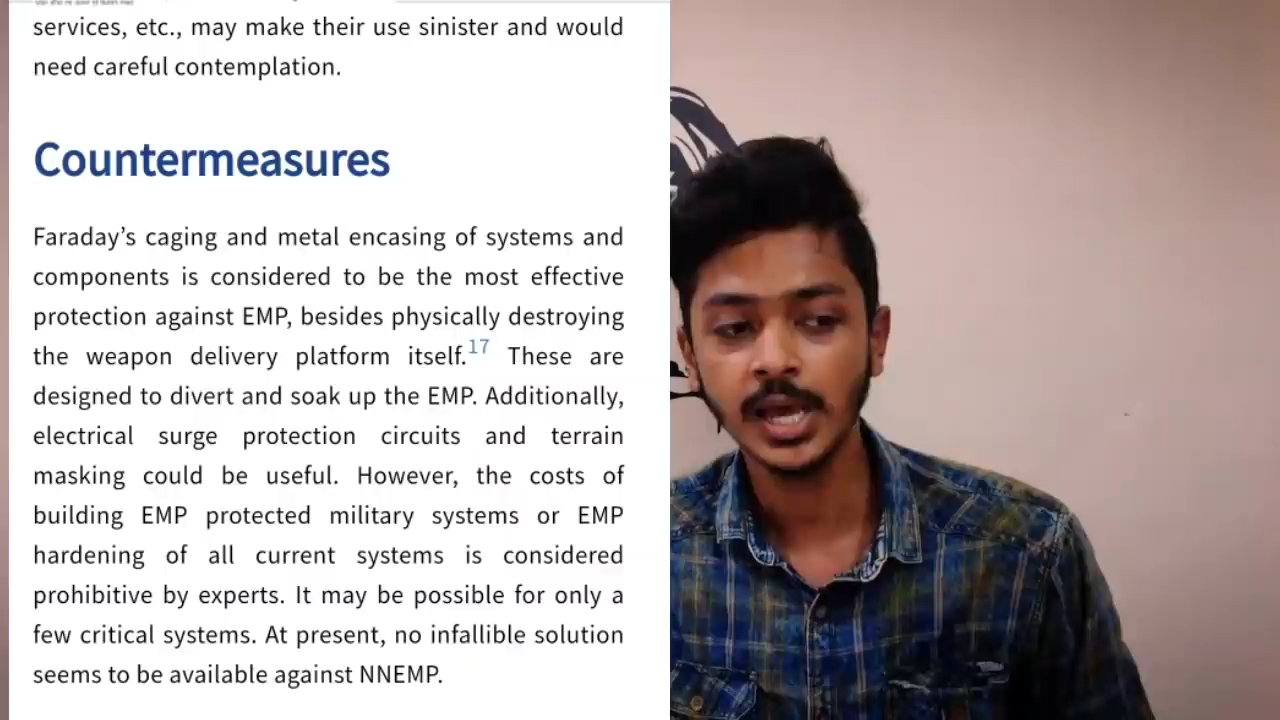 services, etc., may make their use sinister and would
need careful contemplation.
Countermeasures
Faraday’s caging and metal encasing of systems and
components is considered to be the most effective
protection against EMP, besides physically destroying
the weapon delivery platform itself.17 These are
designed to divert and soak up the EMP. Additionally,
electrical surge protection circuits and terrain
masking could be useful. However, the costs of
building EMP protected military systems or EMP
hardening of all current systems is considered
prohibitive by experts. It may be possible for only a
few critical systems. At present, no infallible solution
seems to be available against NNEMP.